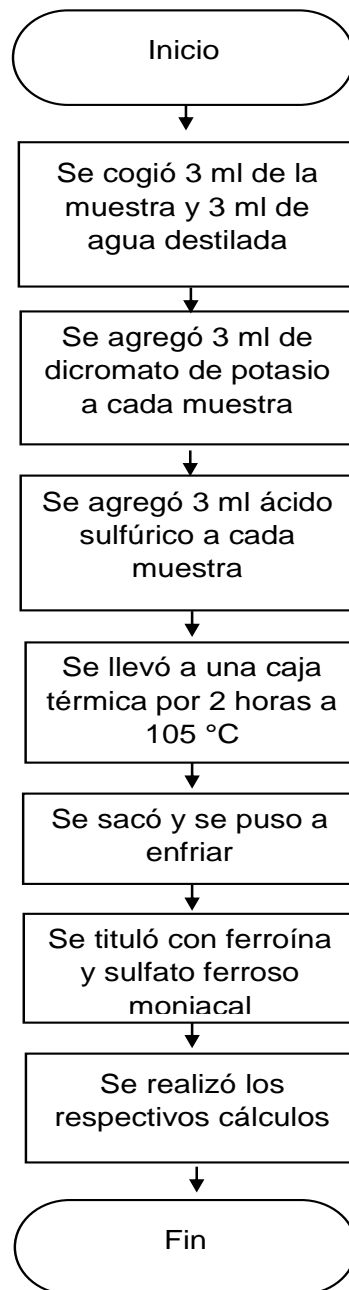 Inicio
Se cogió 3 ml de la
muestra y 3 ml de
agua destilada
Se agregó 3 ml de
dicromato de potasio
a cada muestra
Se agregó 3 ml ácido
sulfúrico a cada
muestra
Se llevó a una caja
térmica por 2 horas a
105 °C
Se sacó y se puso a
enfriar
Se tituló con ferroína
y sulfato ferroso
moniacal
Se realizó los
respectivos cálculos
Fin